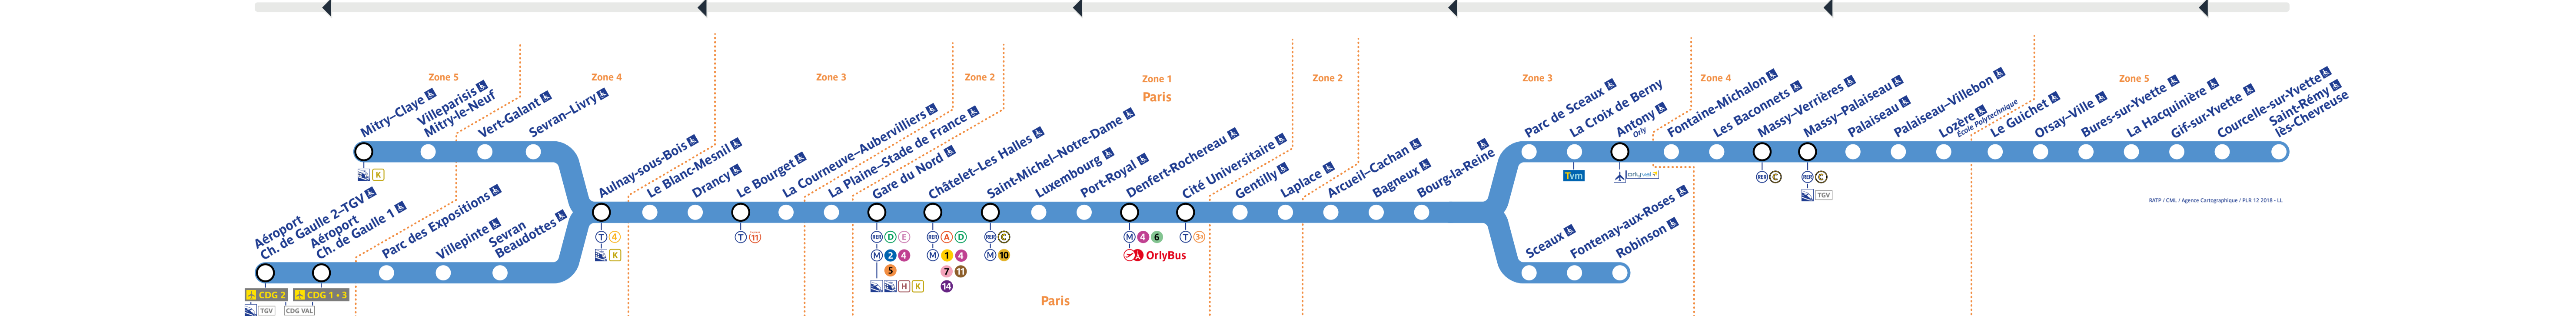 Zone 5
Zone 4
Zone 3
Zone 2
Zone 1
Paris
Zone 2
Zone 3
Zone 4
Zone 5
Mitry–Claye
Villeparisis
Mitry-le-Neuf
Vert-Galant
Sevran–Livry
K
Aéroport
Ch. de Gaulle 2–TGV
Aéroport
Ch. de Gaulle 1
Parc des Expositions
Villepinte
Sevran
Beaudottes
CDG 2
CDG 1 • 3
TGV
CDG VAL
Aulnay-sous-Bois
T 4
K
Le Blanc-Mesnil
Drancy
Le Bourget
T 11
La Courneuve–Aubervilliers
La Plaine–Stade de France
Gare du Nord
RER D E
M 2 4
5
H K
Châtelet–Les Halles
RER A D
M 1 4
7 11
14
Saint-Michel–Notre-Dame
RER C
M 10
Luxembourg
Port-Royal
Denfert-Rochereau
M 4 6
OrlyBus
Cité Universitaire
T 3a
Gentilly
Laplace
Arcueil–Cachan
Bagneux
Bourg-la-Reine
Parc de Sceaux
La Croix de Berny
Tvm
Antony
Orly
orlyval
Fontaine-Michalon
Les Baconnets
Massy–Verrières
RER C
Massy–Palaiseau
RER C
TGV
Palaiseau
Palaiseau–Villebon
Lozère
École Polytechnique
Le Guichet
Orsay–Ville
Bures-sur-Yvette
La Hacquinière
Gif-sur-Yvette
Courcelle-sur-Yvette
Saint-Rémy
lès-Chevreuse
Sceaux
Fontenay-aux-Roses
Robinson
Paris
RATP / CML / Agence Cartographique / PLR 12 2018 - LL